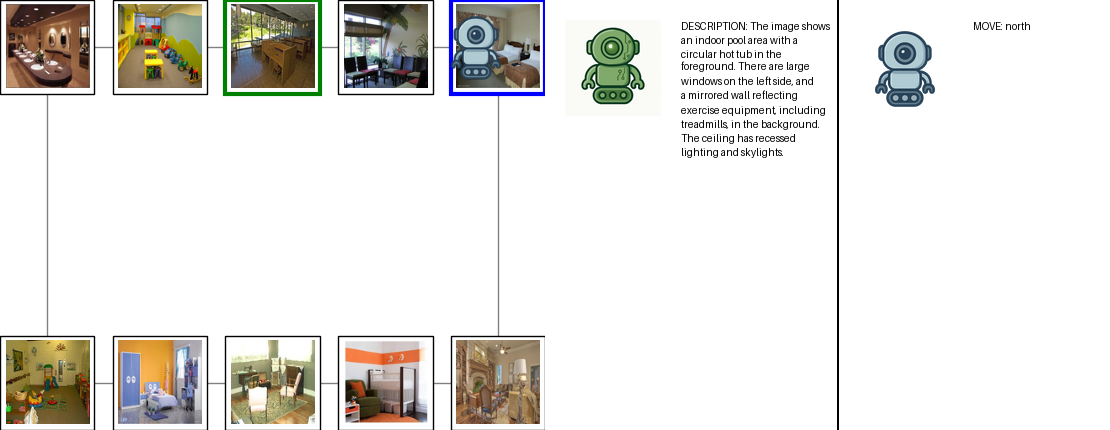 DESCRIPTION: The image shows
an indoor pool area with a
circular hot tub in the
foreground. There are large
windows on the left side, and
a mirrored wall reflecting
exercise equipment, including
treadmills, in the background.
The ceiling has recessed
lighting and skylights.
MOVE: north